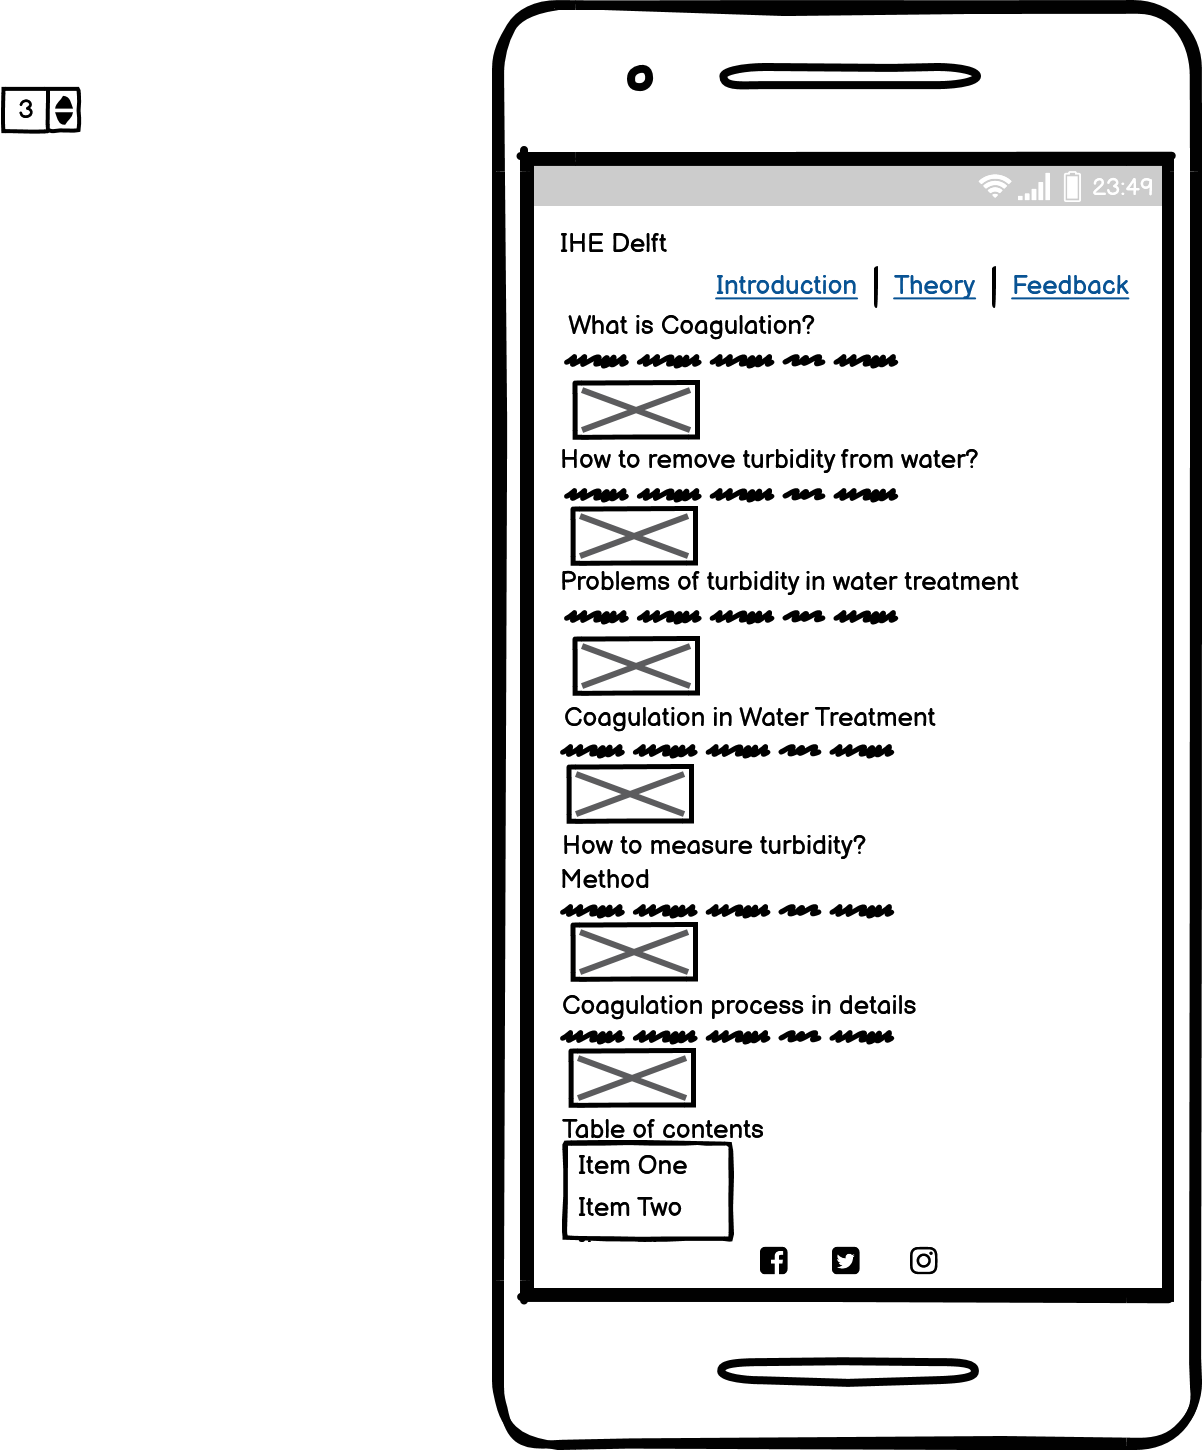 3
23:49
IHE Delft
Introduction Theory Feedback
What is Coagulation?
How to remove turbidity from water?
Problems of turbidity in water treatment
Coagulation in Water Treatment
How to measure turbidity?
Method
Coagulation process in details
Table of contents
Item One
Item Two